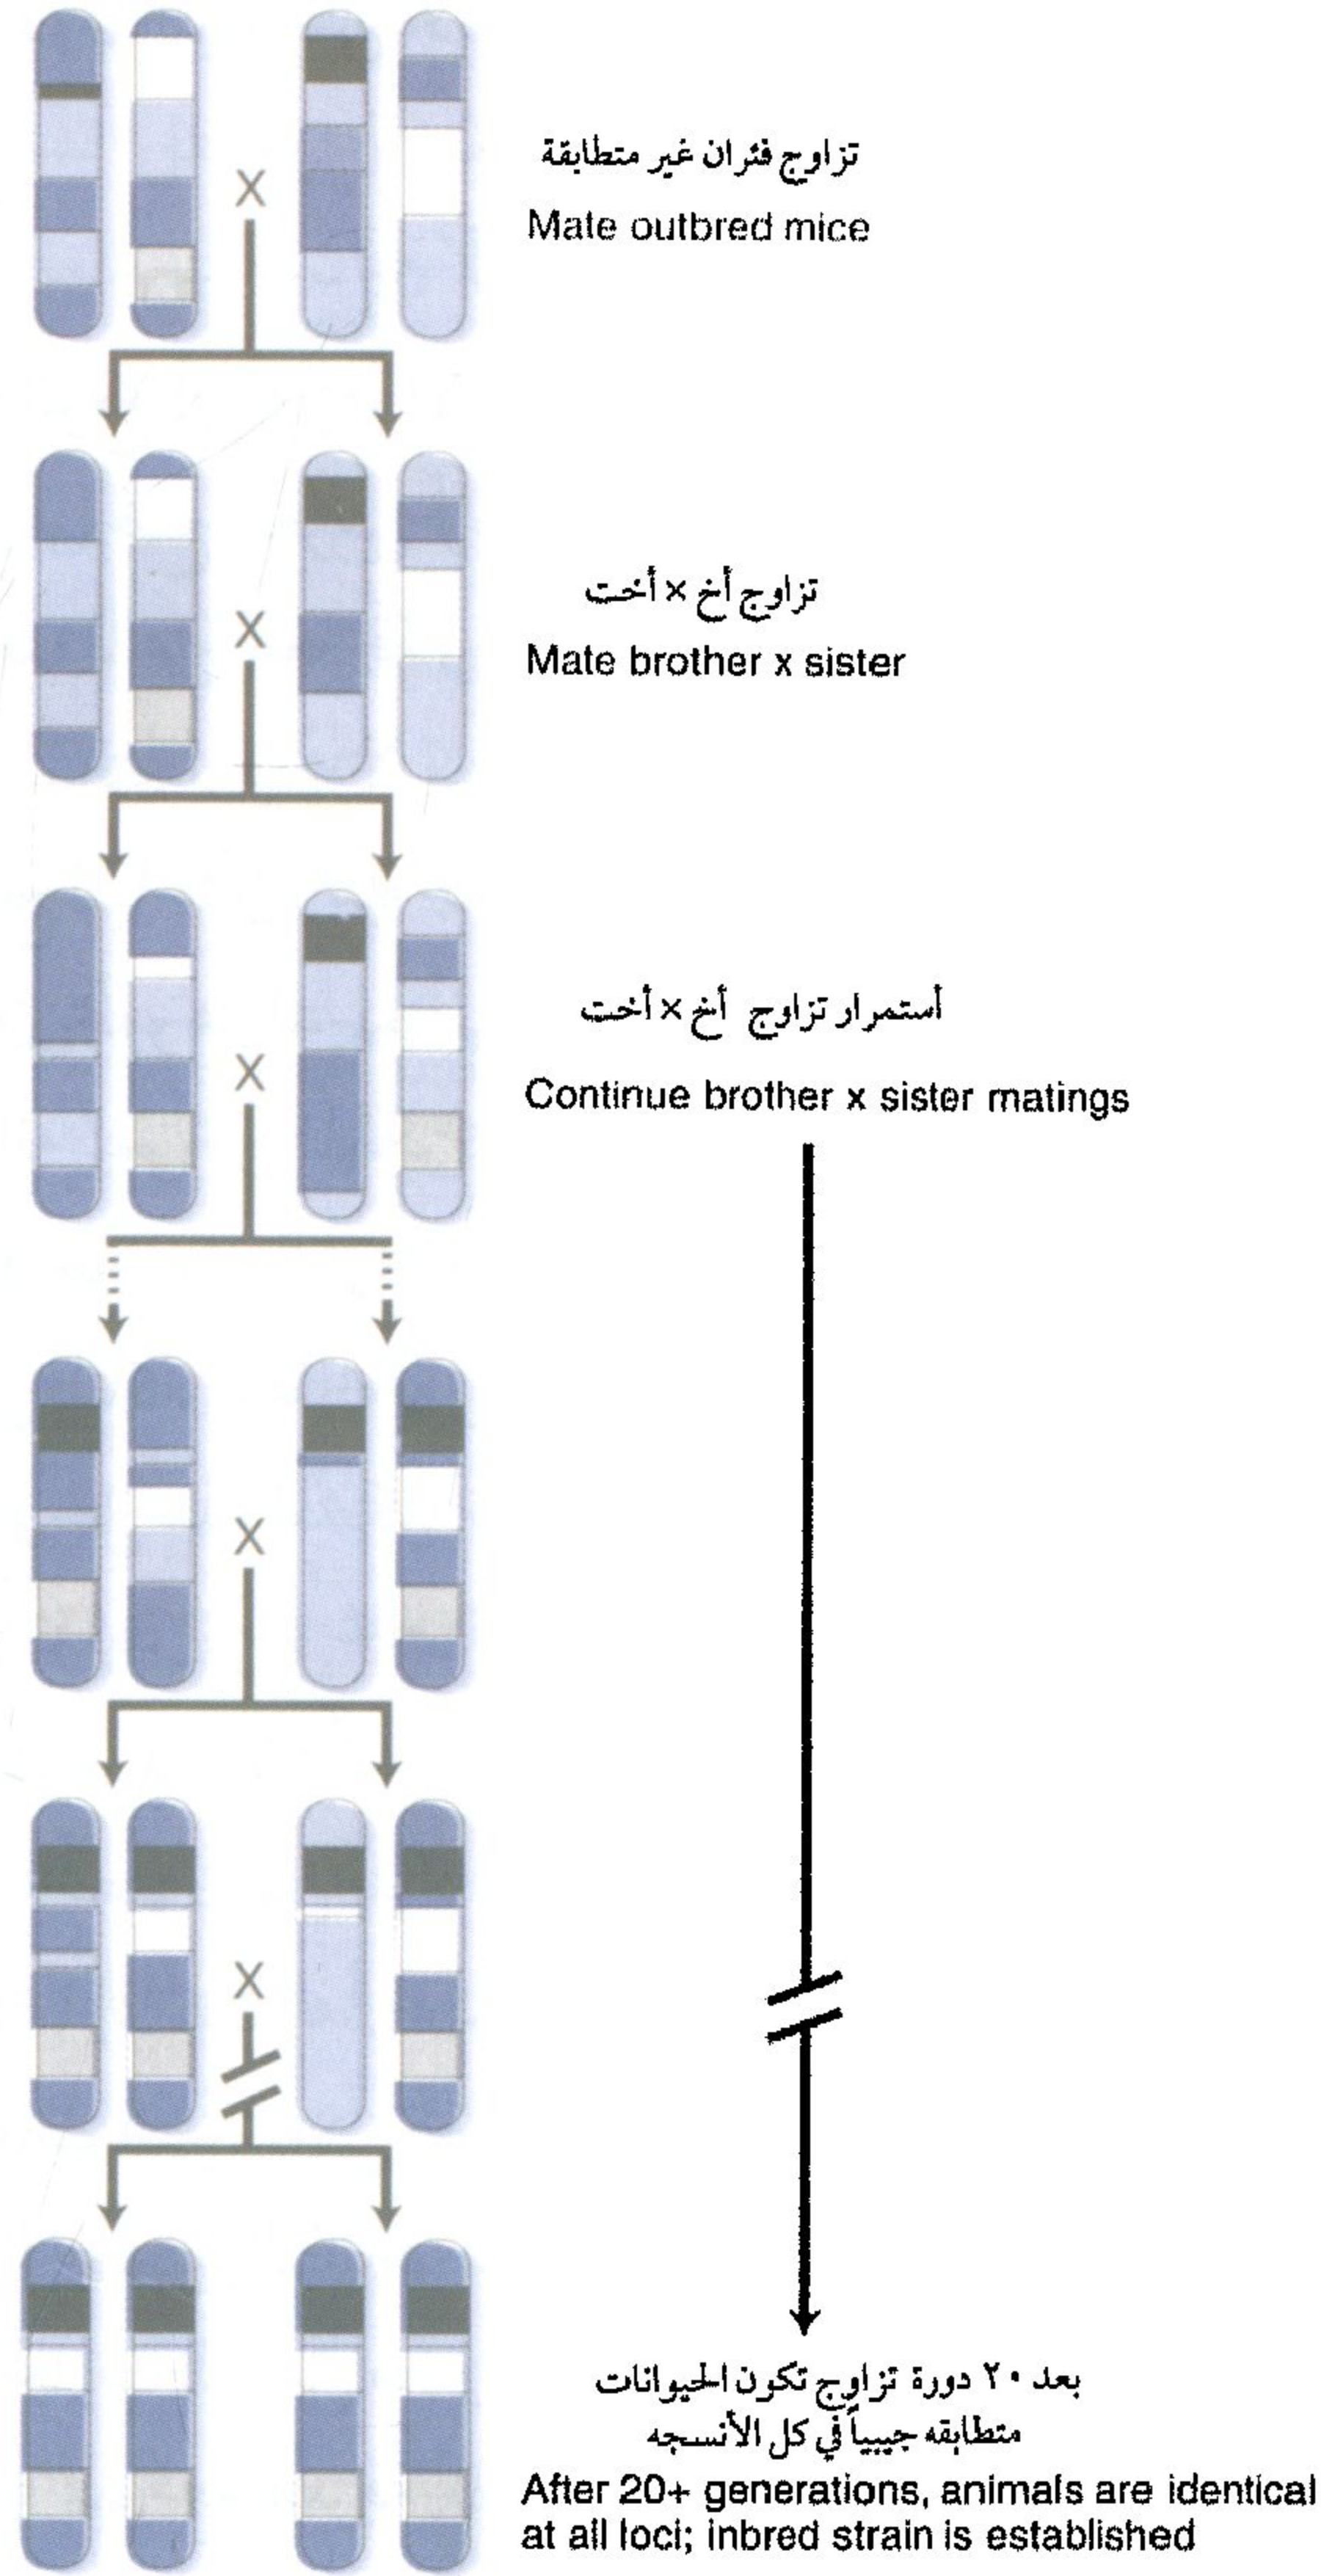 تزاوج فئران غير متطابقة
Mate outbred mice
X
تزاوج أخ × أخت
Mate brother x sister
X
أستمرار تزاوج أخ × أخت
Continue brother x sister matings
X
X
X
بعد ٢٠ دورة تزاوج تكون الحيوانات
متطابقه جيبياً في كل الأنسجه
After 20+ generations, animals are identical
at all loci; inbred strain is established